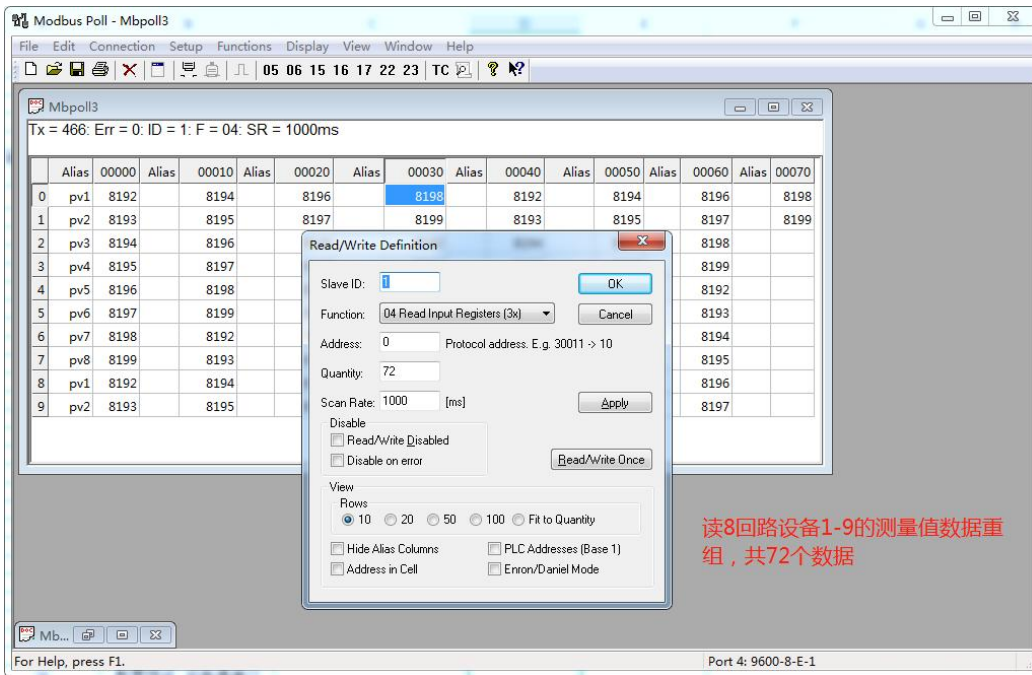 Modbus Poll - Mbpoll3
File Edit Connection Setup Functions Display View Window Help
05 06 15 16 17 22 23 TC
Mbpoll3
Tx = 466: Err = 0: ID = 1: F = 04: SR = 1000ms
Alias 00000 Alias 00010 Alias 00020 Alias 00030 Alias 00040 Alias 00050 Alias 00060 Alias 00070
0 pv1 8192 8194 8196 8198 8192 8194 8196 8198
1 pv2 8193 8195 8197 8199 8193 8195 8197 8199
2 pv3 8194 8196 8198
3 pv4 8195 8197 8199
4 pv5 8196 8198 8192
5 pv6 8197 8199 8193
6 pv7 8198 8192 8194
7 pv8 8199 8193 8195
8 pv1 8192 8194 8196
9 pv2 8193 8195 8197
Read/Write Definition
Slave ID: 1 OK
Function: 04 Read Input Registers (3x) Cancel
Address: 0 Protocol address. E.g. 30011 -> 10
Quantity: 72
Scan Rate: 1000 [ms] Apply
Disable
Read/Write Disabled
Disable on error Read/Write Once
View
Rows
10 20 50 100 Fit to Quantity
Hide Alias Columns PLC Addresses (Base 1)
Address in Cell Enron/Daniel Mode
读8回路设备1-9的测量值数据重
组，共72个数据
Mb...
For Help, press F1. Port 4: 9600-8-E-1